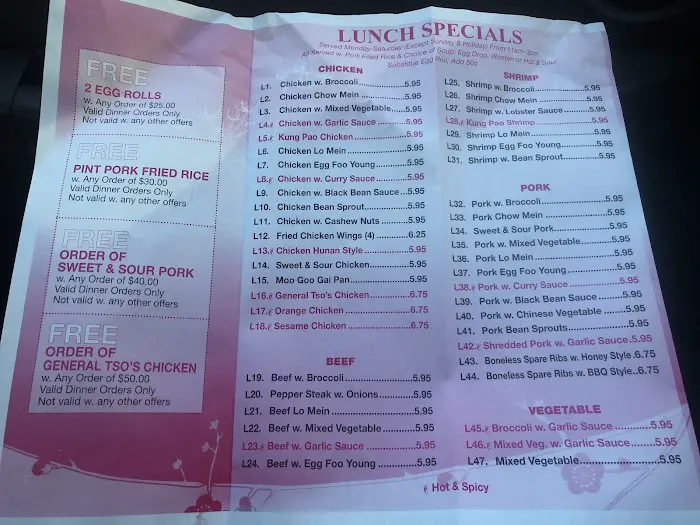 FREE
2 EGG ROLLS
w. Any Order of $25.00
Valid Dinner Orders Only
Not valid w. any other offers
FREE
PINT PORK FRIED RICE
w. Any Order of $30.00
Valid Dinner Orders Only
Not valid w. any other offers
FREE
ORDER OF
SWEET & SOUR PORK
w. Any Order of $40.00
Valid Dinner Orders Only
Not valid w. any other offers
FREE
ORDER OF
GENERAL TSO'S CHICKEN
w. Any Order of $50.00
Valid Dinner Orders Only
Not valid w. any other offers
LUNCH SPECIALS
Served Monday-Saturday (Except Sunday & Holiday) From 11am-3pm
All Served w. Pork Fried Rice & Choice of Soup: Egg Drop, Wonton or Hot & Sour
Substitue Egg Roll, Add 50¢
CHICKEN
L1. Chicken w. Broccoli 5.95
L2. Chicken Chow Mein 5.95
L3. Chicken w. Mixed Vegetable 5.95
L4. Chicken w. Garlic Sauce 5.95
L5. Kung Pao Chicken 5.95
L6. Chicken Lo Mein 5.95
L7. Chicken Egg Foo Young 5.95
L8. Chicken w. Curry Sauce 5.95
L9. Chicken w. Black Bean Sauce 5.95
L10. Chicken Bean Sprout 5.95
L11. Chicken w. Cashew Nuts 5.95
L12. Fried Chicken Wings (4) 6.25
L13. Chicken Hunan Style 5.95
L14. Sweet & Sour Chicken 5.95
L15. Moo Goo Gai Pan 5.95
L16. General Tso's Chicken 6.75
L17. Orange Chicken 6.75
L18. Sesame Chicken 6.75
BEEF
L19. Beef w. Broccoli 5.95
L20. Pepper Steak w. Onions 5.95
L21. Beef Lo Mein 5.95
L22. Beef w. Mixed Vegetable 5.95
L23. Beef w. Garlic Sauce 5.95
L24. Beef w. Egg Foo Young 5.95
SHRIMP
L25. Shrimp w. Broccoli 5.95
L26. Shrimp Chow Mein 5.95
L27. Shrimp w. Lobster Sauce 5.95
L28. Kung Pao Shrimp 5.95
L29. Shrimp Lo Mein 5.95
L30. Shrimp Egg Foo Young 5.95
L31. Shrimp w. Bean Sprout 5.95
PORK
L32. Pork w. Broccoli 5.95
L33. Pork Chow Mein 5.95
L34. Sweet & Sour Pork 5.95
L35. Pork w. Mixed Vegetable 5.95
L36. Pork Lo Mein 5.95
L37. Pork Egg Foo Young 5.95
L38. Pork w. Curry Sauce 5.95
L39. Pork w. Black Bean Sauce 5.95
L40. Pork w. Chinese Vegetable 5.95
L41. Pork Bean Sprouts 5.95
L42. Shredded Pork w. Garlic Sauce 5.95
L43. Boneless Spare Ribs w. Honey Style 6.75
L44. Boneless Spare Ribs w. BBQ Style 6.75
VEGETABLE
L45. Broccoli w. Garlic Sauce 5.95
L46. Mixed Veg. w. Garlic Sauce 5.95
L47. Mixed Vegetable 5.95
Hot & Spicy